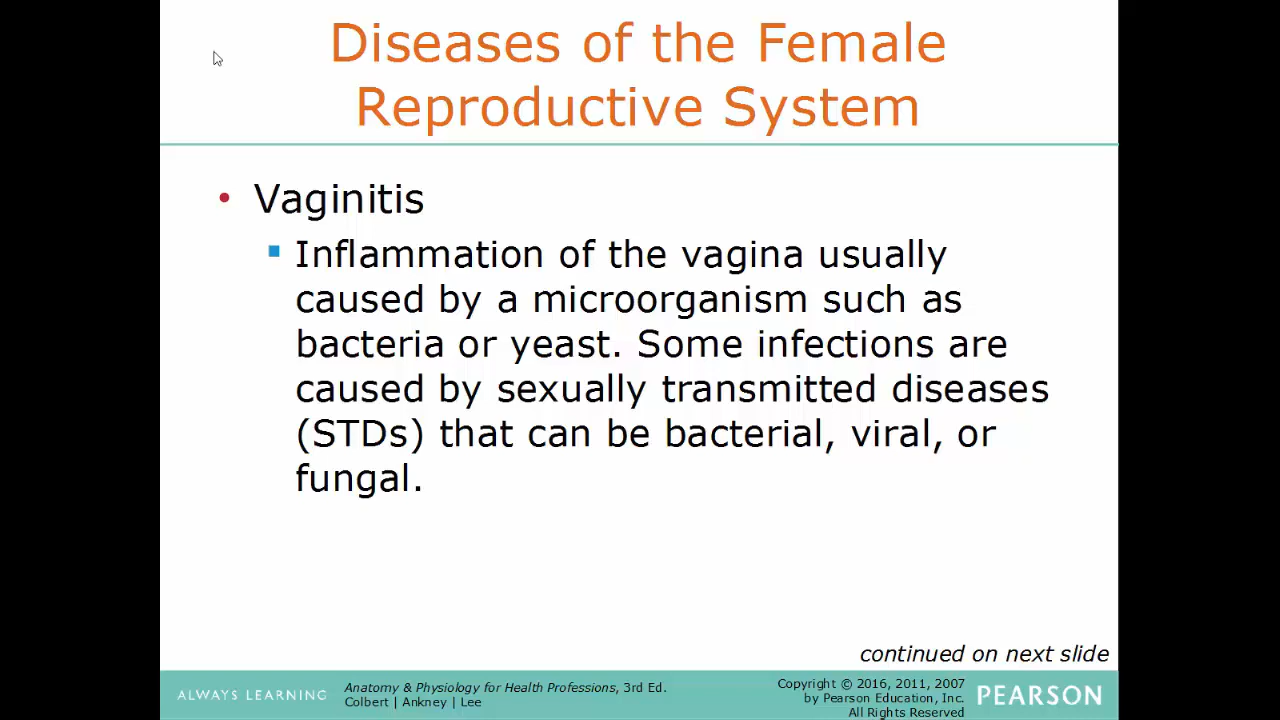 Diseases of the Female
Reproductive System
• Vaginitis
▪ Inflammation of the vagina usually
caused by a microorganism such as
bacteria or yeast. Some infections are
caused by sexually transmitted diseases
(STDs) that can be bacterial, viral, or
fungal.
continued on next slide
ALWAYS LEARNING
Anatomy & Physiology for Health Professions, 3rd Ed.
Colbert | Ankney | Lee
Copyright © 2016, 2011, 2007
by Pearson Education, Inc.
All Rights Reserved
PEARSON